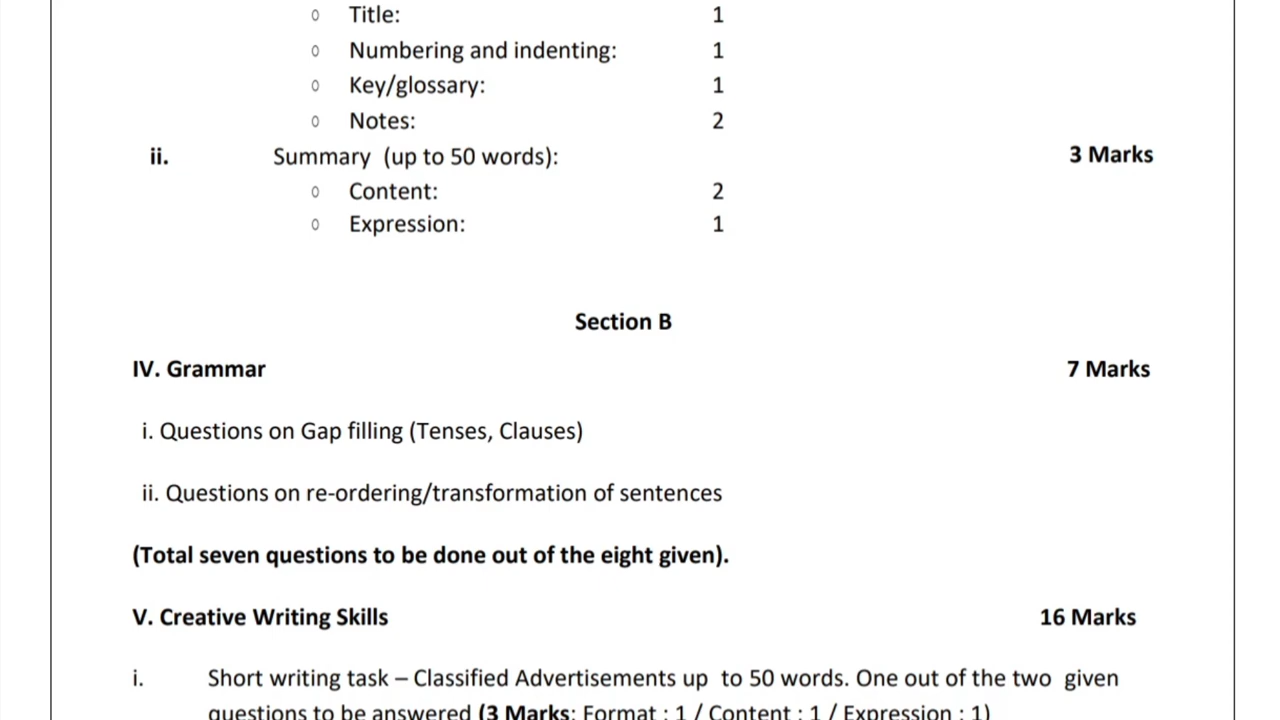 o Title: 1
o Numbering and indenting: 1
o Key/glossary: 1
o Notes: 2
ii. Summary (up to 50 words): 3 Marks
o Content: 2
o Expression: 1
Section B
IV. Grammar 7 Marks
i. Questions on Gap filling (Tenses, Clauses)
ii. Questions on re-ordering/transformation of sentences
(Total seven questions to be done out of the eight given).
V. Creative Writing Skills 16 Marks
i. Short writing task – Classified Advertisements up to 50 words. One out of the two given
questions to be answered (3 Marks: Format : 1 / Content : 1 / Expression : 1)